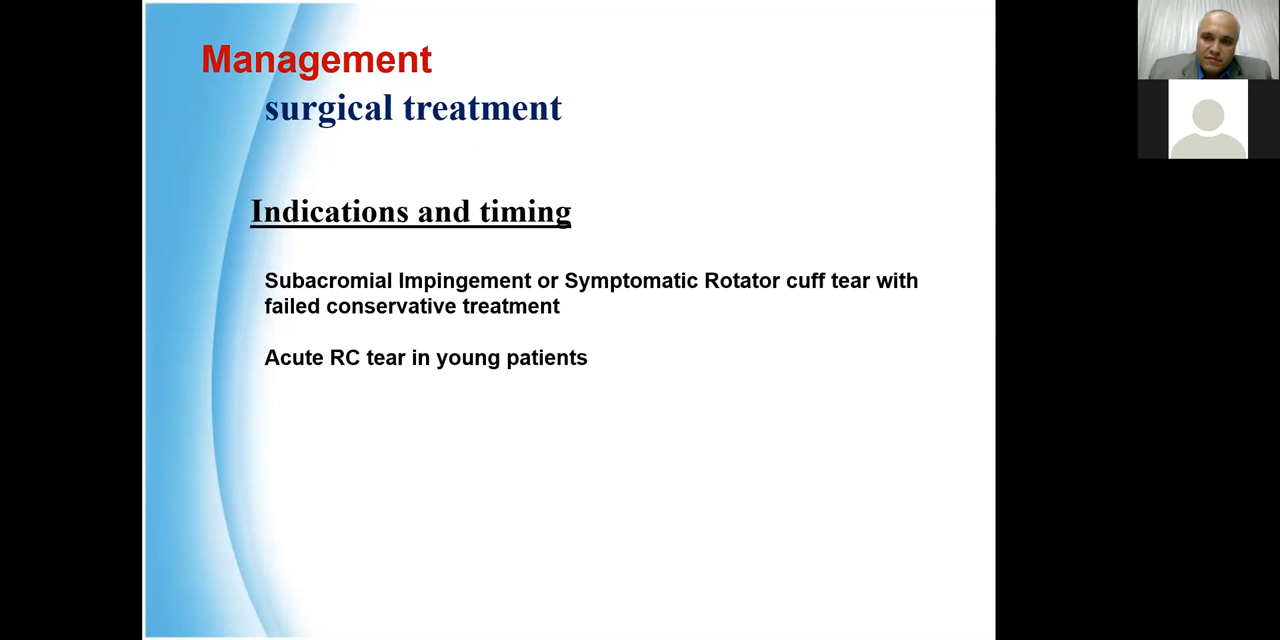 Management
surgical treatment
Indications and timing
Subacromial Impingement or Symptomatic Rotator cuff tear with
failed conservative treatment
Acute RC tear in young patients